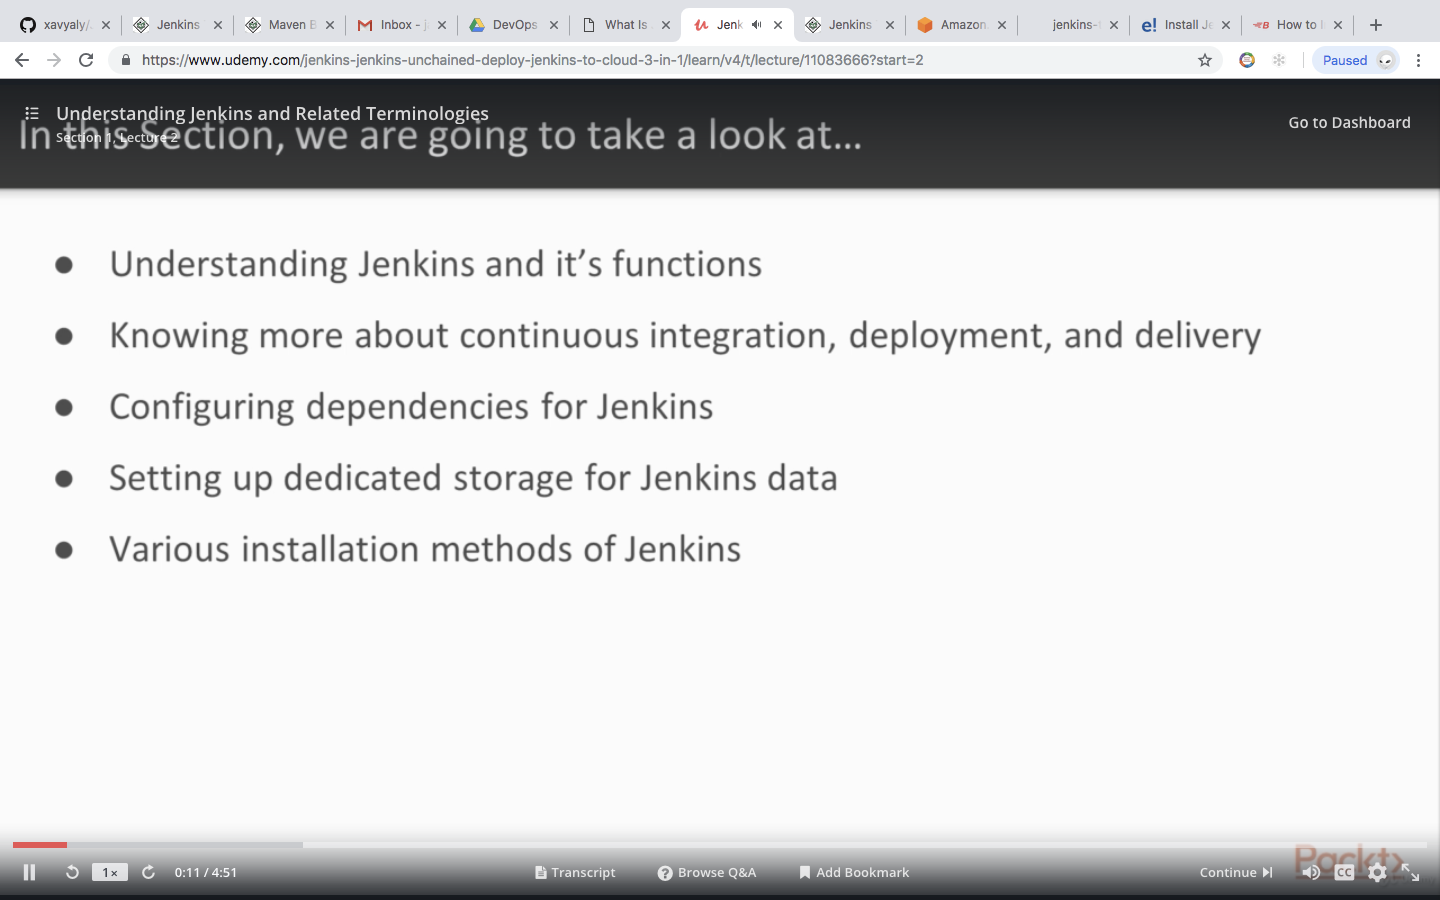 xavyaly/
Jenkins
Maven B
Inbox - j
DevOps
What Is
Jenk
Jenkins
Amazon
jenkins-
Install Je
How to I
https://www.udemy.com/jenkins-jenkins-unchained-deploy-jenkins-to-cloud-3-in-1/learn/v4/t/lecture/11083666?start=2
Paused
Understanding Jenkins and Related Terminologies
Section 1, Lecture 2
Go to Dashboard
In this Section, we are going to take a look at...
● Understanding Jenkins and it's functions
● Knowing more about continuous integration, deployment, and delivery
● Configuring dependencies for Jenkins
● Setting up dedicated storage for Jenkins data
● Various installation methods of Jenkins
1x
0:11 / 4:51
Transcript
Browse Q&A
Add Bookmark
Continue
CC
Packt>